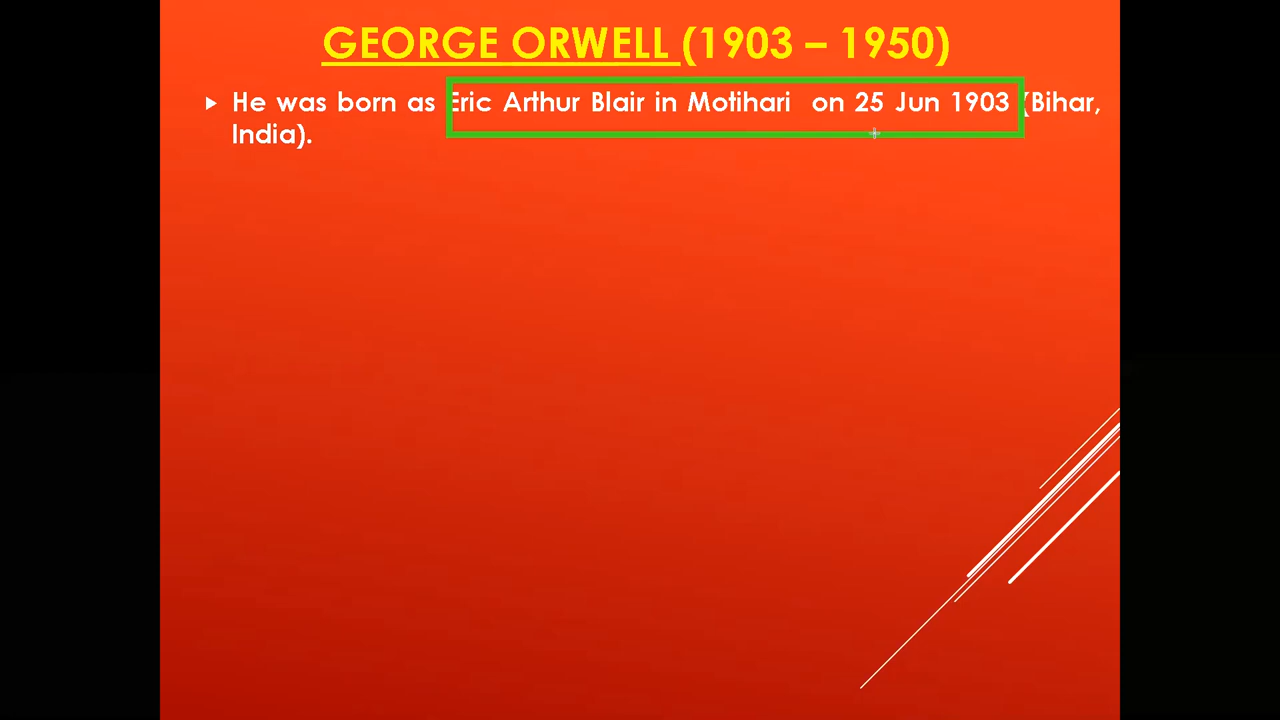 GEORGE ORWELL (1903 – 1950)
He was born as Eric Arthur Blair in Motihari on 25 Jun 1903 (Bihar,
India).